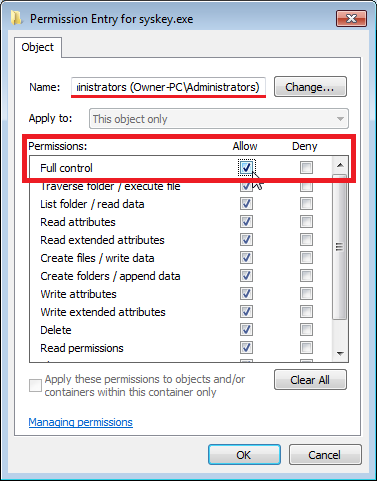 Permission Entry for syskey.exe
Object
Name: inistrators (Owner-PC\Administrators) Change...
Apply to: This object only
Permissions: Allow Deny
Full control
Traverse folder / execute file
List folder / read data
Read attributes
Read extended attributes
Create files / write data
Create folders / append data
Write attributes
Write extended attributes
Delete
Read permissions
Apply these permissions to objects and/or
containers within this container only
Clear All
Managing permissions
OK Cancel